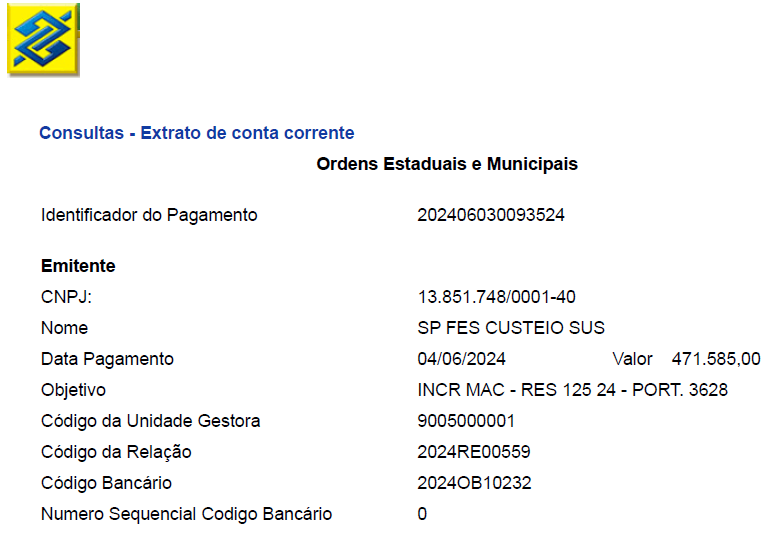 Consultas - Extrato de conta corrente
Ordens Estaduais e Municipais
Identificador do Pagamento 202406030093524
Emitente
CNPJ: 13.851.748/0001-40
Nome SP FES CUSTEIO SUS
Data Pagamento 04/06/2024 Valor 471.585,00
Objetivo INCR MAC - RES 125 24 - PORT. 3628
Código da Unidade Gestora 9005000001
Código da Relação 2024RE00559
Código Bancário 2024OB10232
Numero Sequencial Codigo Bancário 0